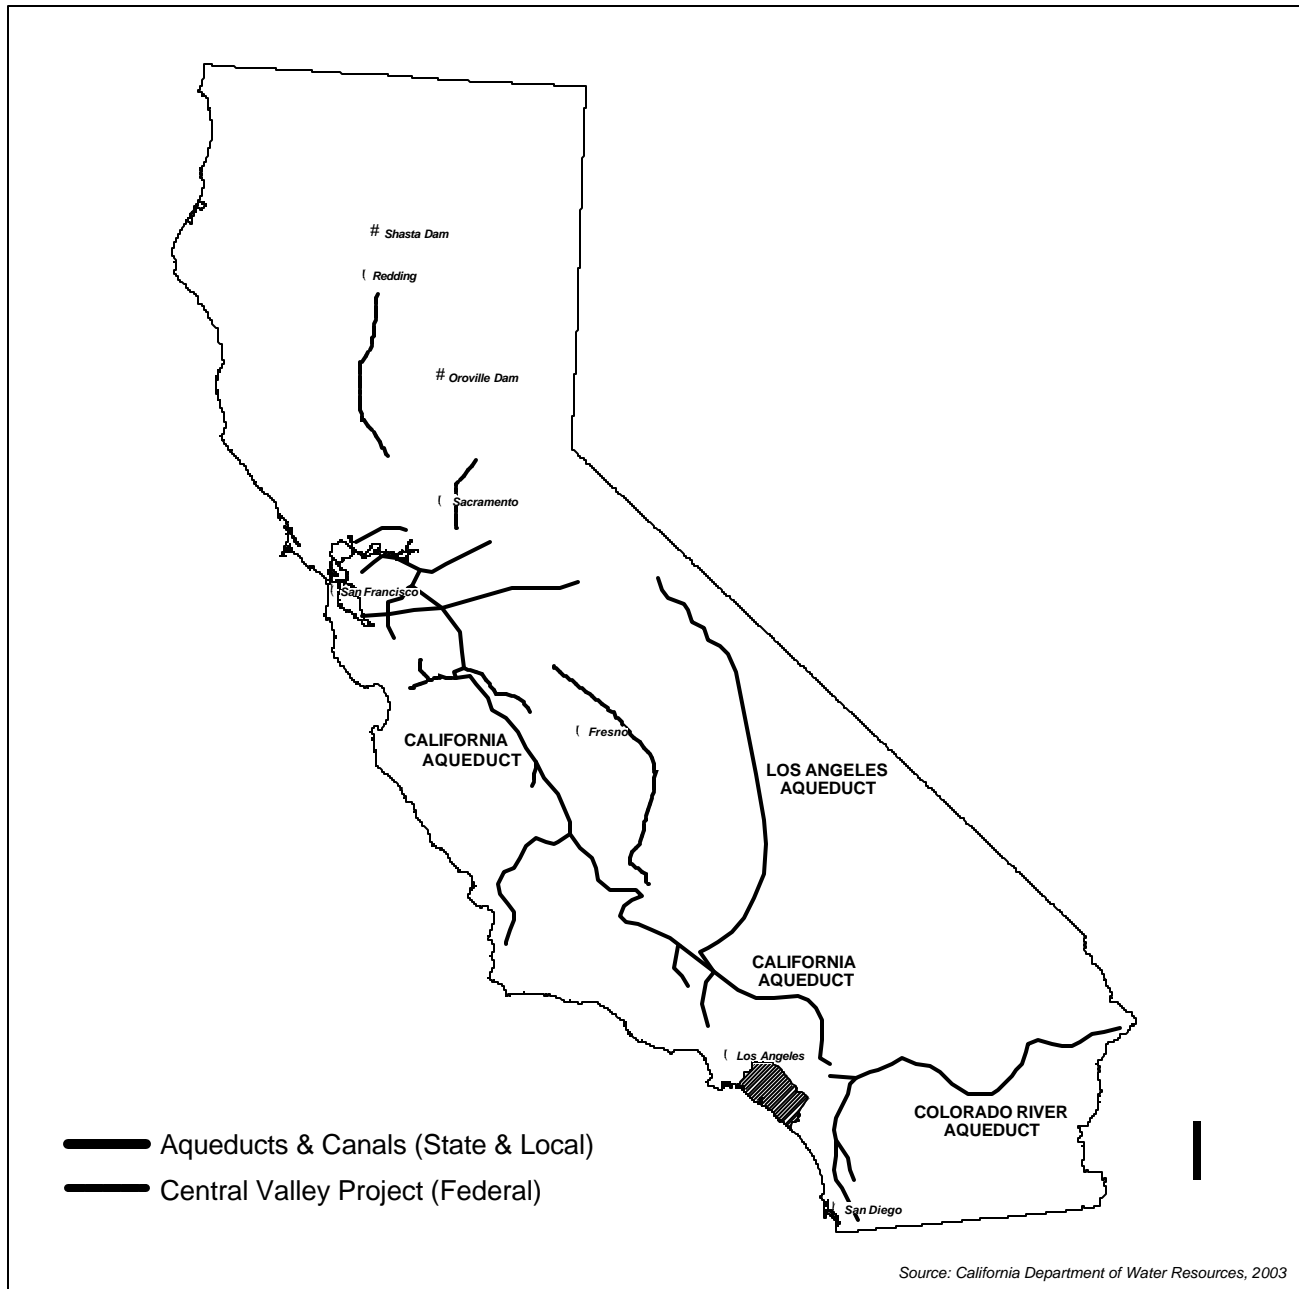 # Shasta Dam
( Redding
# Oroville Dam
( Sacramento
( San Francisco
( Fresno
CALIFORNIA
AQUEDUCT
LOS ANGELES
AQUEDUCT
CALIFORNIA
AQUEDUCT
( Los Angeles
COLORADO RIVER
AQUEDUCT
Aqueducts & Canals (State & Local)
Central Valley Project (Federal)
( San Diego
Source: California Department of Water Resources, 2003